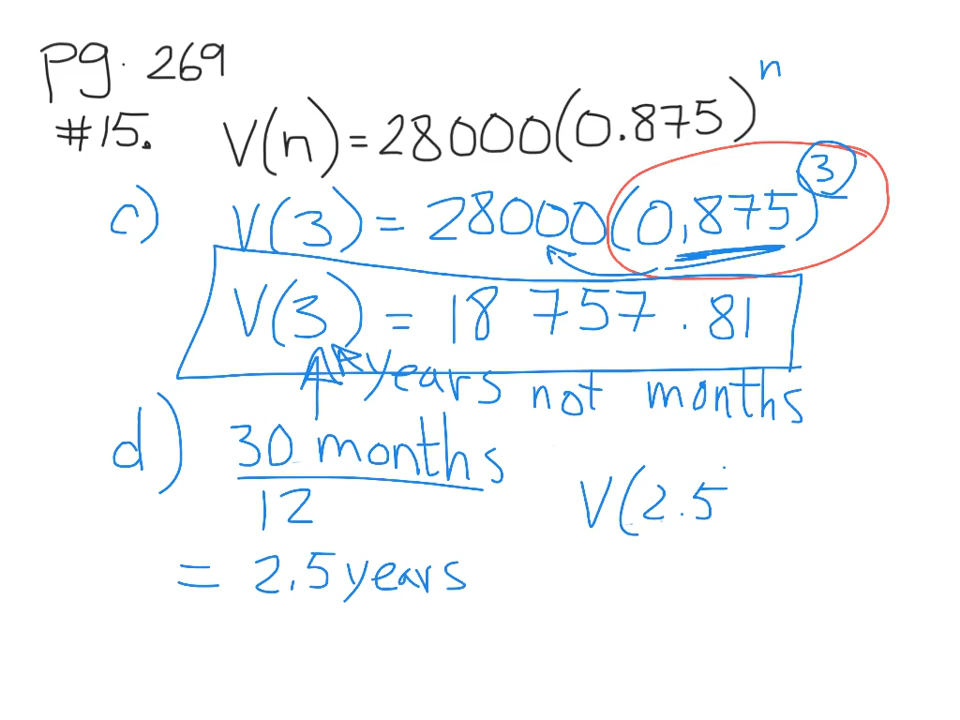 pg. 269
#15. V(n) = 28000(0.875)^n
c) V(3) = 28000(0.875)^3
V(3) = 18 757.81
years not months
d) 30 months
12 V(2.5
= 2.5 years